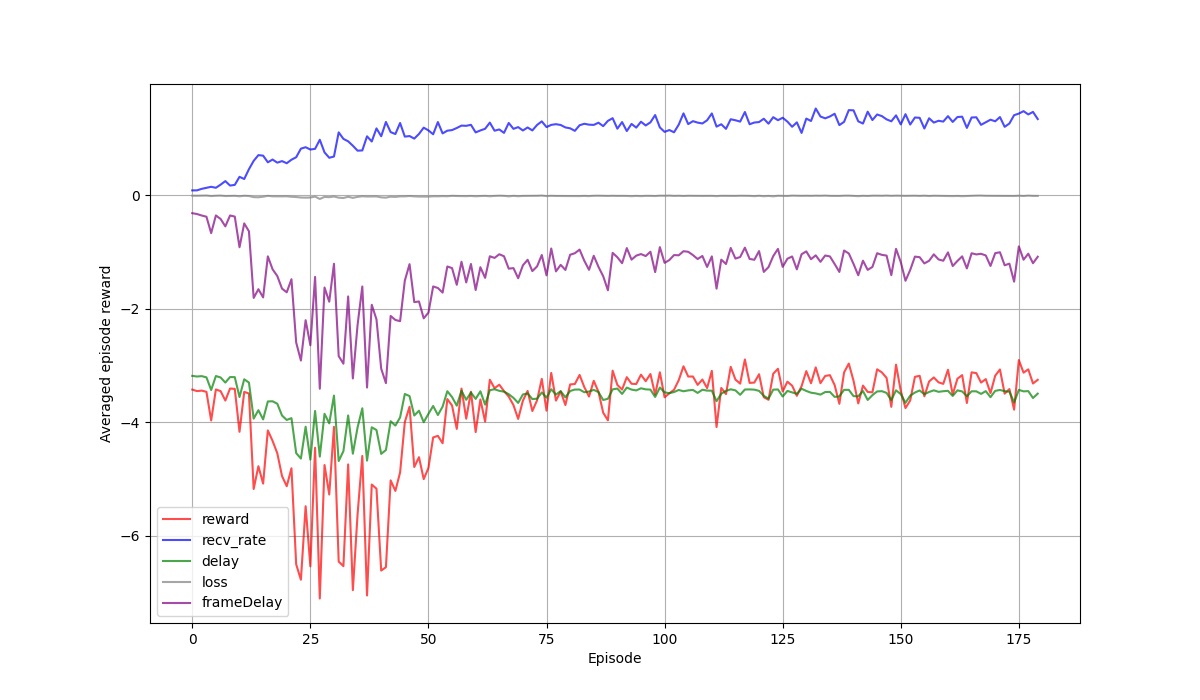 0
−2
−4
−6
Averaged episode reward
reward
recv_rate
delay
loss
frameDelay
0 25 50 75 100 125 150 175
Episode